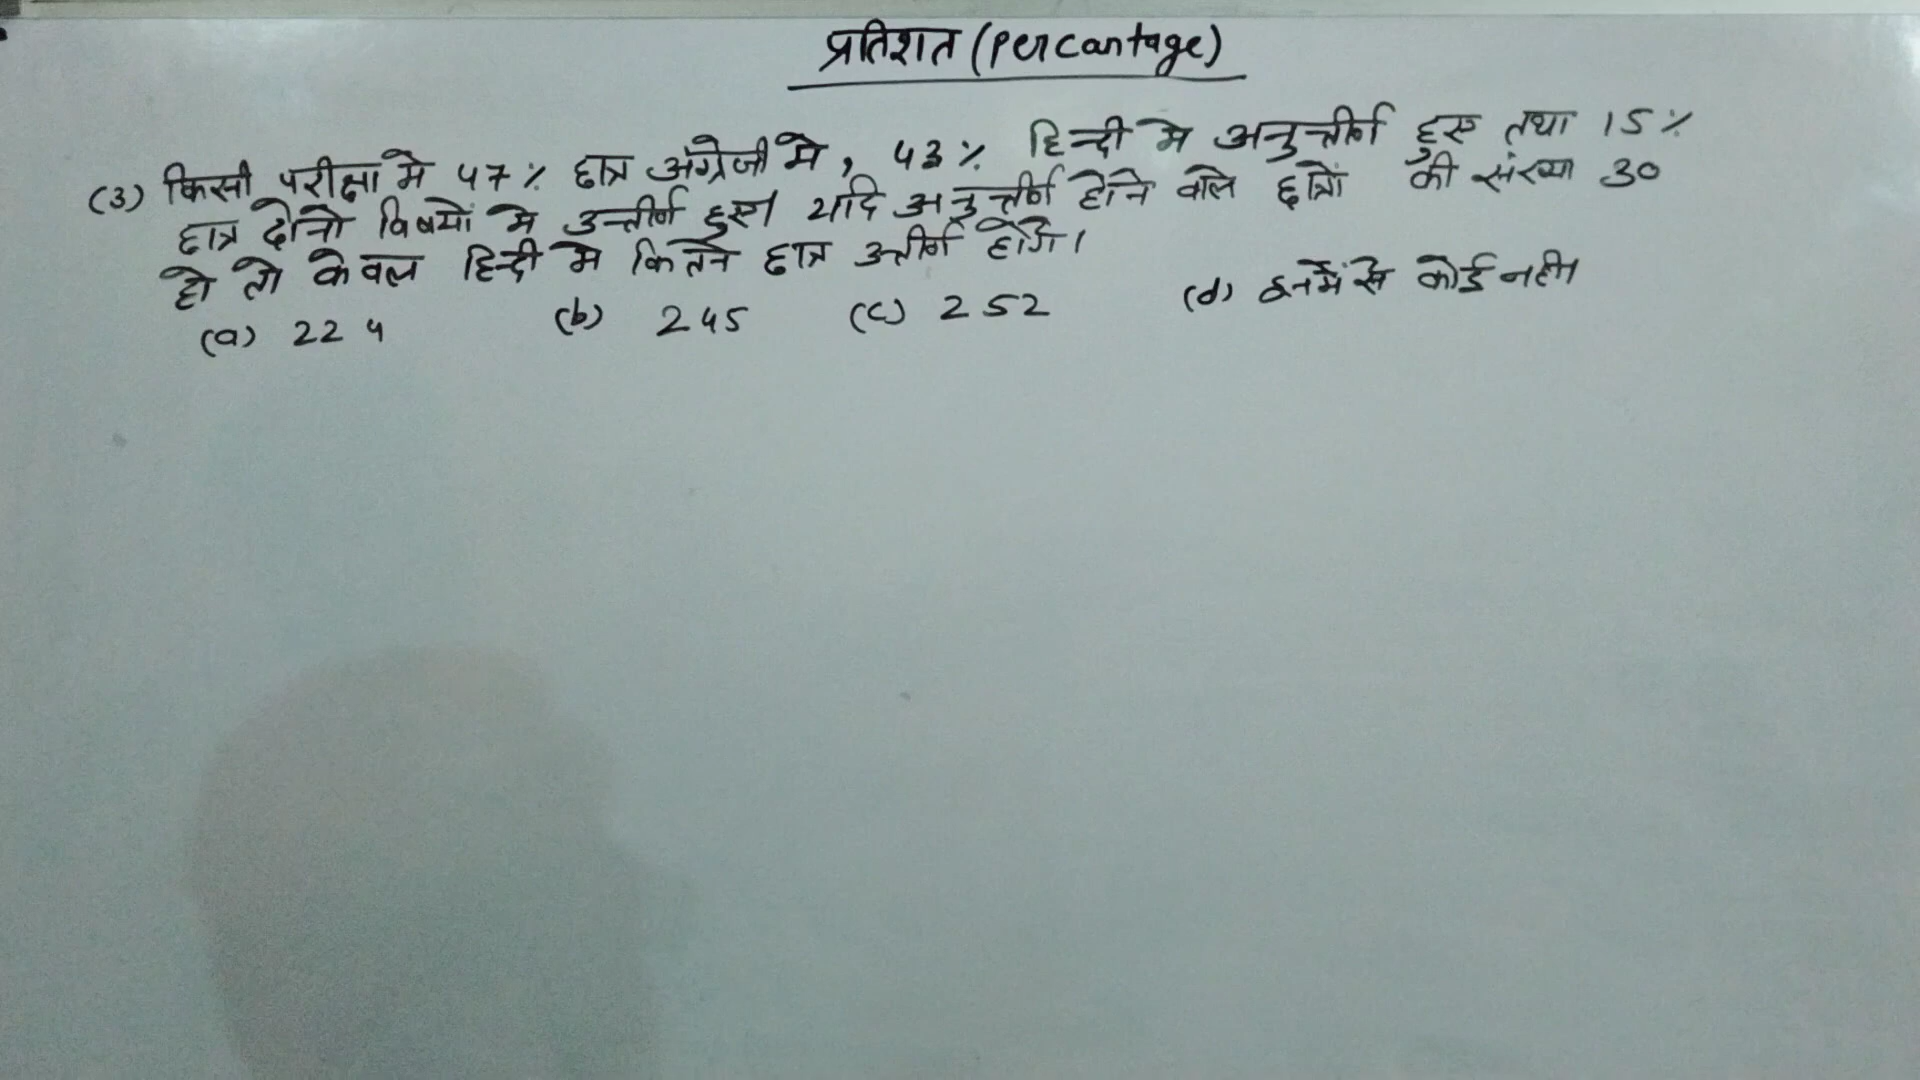 प्रतिशत (percantage)
(3) किसी परीक्षा मे 47% छात्र अंग्रेजी मे, 43% हिन्दी मे अनुत्तीर्ण हुए तथा 15%
छात्र दोनो विषयों मे उत्तीर्ण हुए। यदि अनुत्तीर्ण होने वाले छात्रों की संख्या 30
हो तो केवल हिन्दी मे कितने छात्र उत्तीर्ण होंगे।
(a) 224 (b) 245 (c) 252 (d) इनमें से कोई नही।